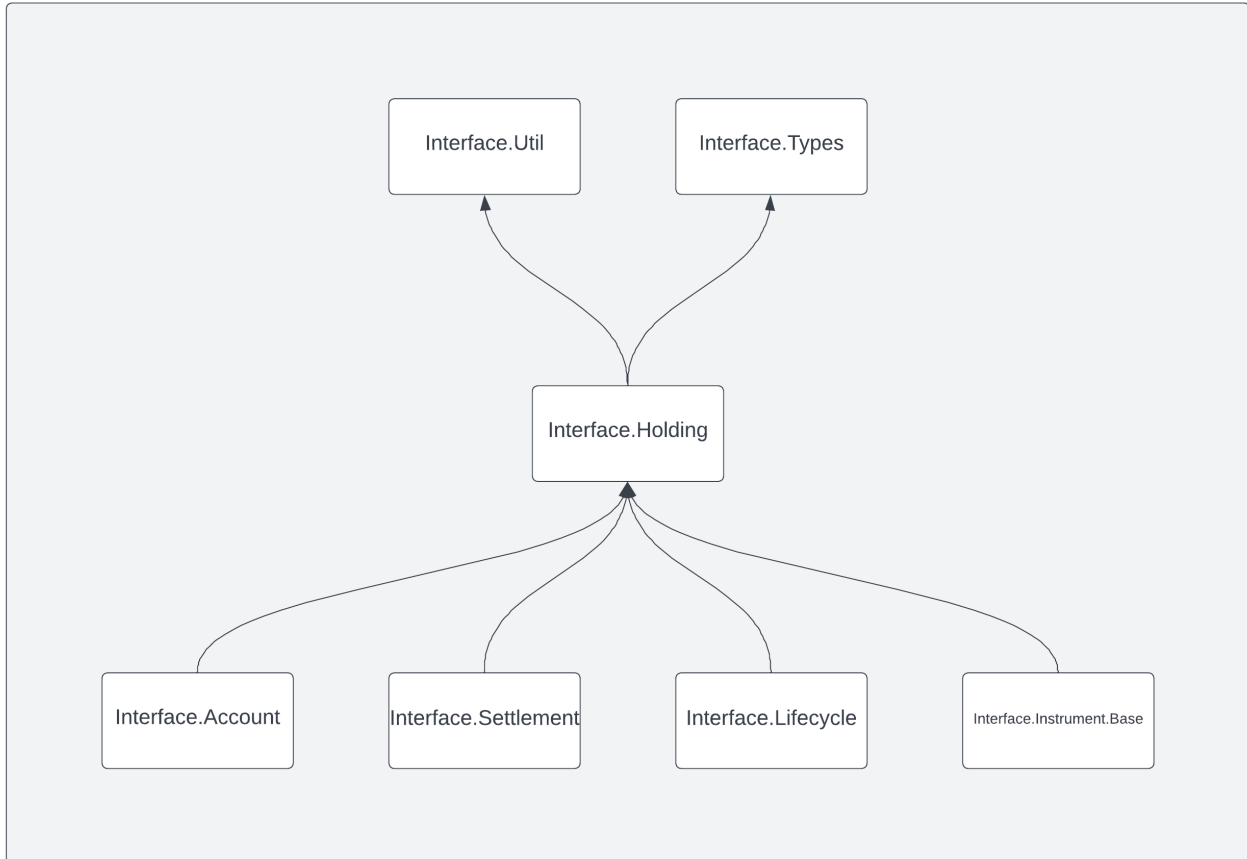 Interface.Util
Interface.Types
Interface.Holding
Interface.Account
Interface.Settlement
Interface.Lifecycle
Interface.Instrument.Base